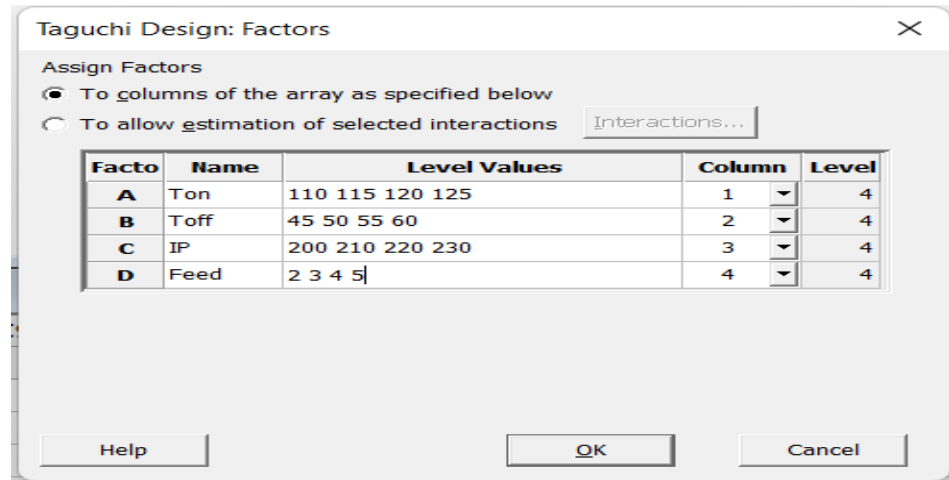 Taguchi Design: Factors
Assign Factors
To columns of the array as specified below
To allow estimation of selected interactions Interactions...
Facto Name Level Values Column Level
A Ton 110 115 120 125 1 4
B Toff 45 50 55 60 2 4
C IP 200 210 220 230 3 4
D Feed 2 3 4 5 4 4
Help OK Cancel